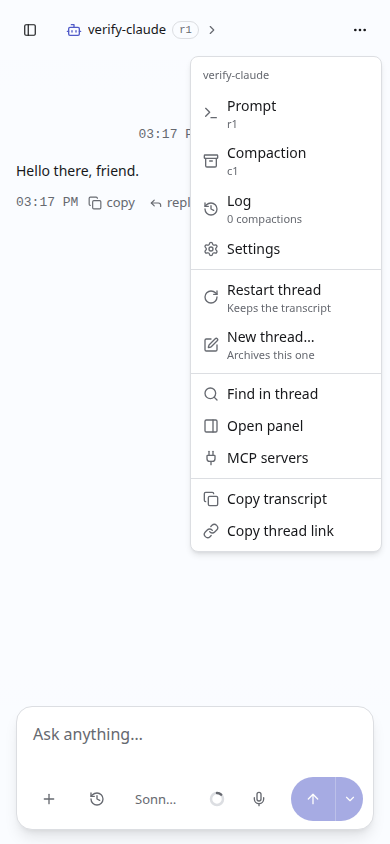 verify-claude r1
verify-claude
Prompt
r1
Compaction
c1
Log
0 compactions
Settings
Restart thread
Keeps the transcript
New thread...
Archives this one
Find in thread
Open panel
MCP servers
Copy transcript
Copy thread link
03:17 P
Hello there, friend.
03:17 PM copy repl
Ask anything...
Sonn...